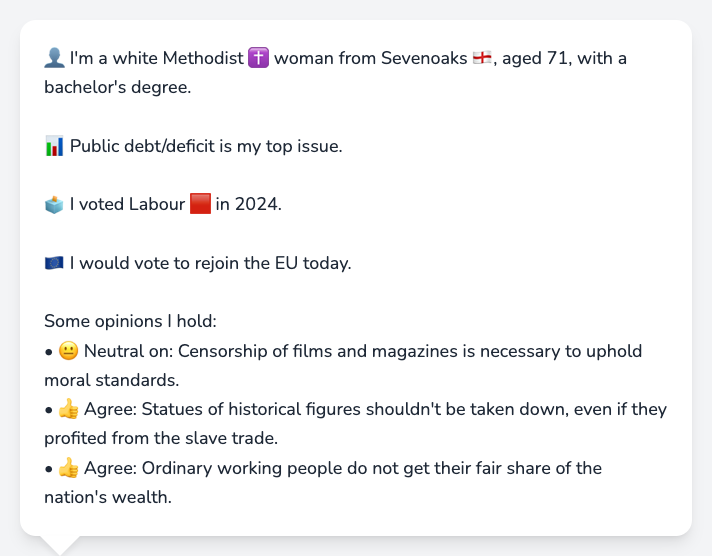 👤 I'm a white Methodist ✝️ woman from Sevenoaks 🏴󠁧󠁢󠁥󠁮󠁧󠁿, aged 71, with a
bachelor's degree.
📊 Public debt/deficit is my top issue.
🗳️ I voted Labour 🟥 in 2024.
🇪🇺 I would vote to rejoin the EU today.
Some opinions I hold:
• 😐 Neutral on: Censorship of films and magazines is necessary to uphold
moral standards.
• 👍 Agree: Statues of historical figures shouldn't be taken down, even if they
profited from the slave trade.
• 👍 Agree: Ordinary working people do not get their fair share of the
nation's wealth.